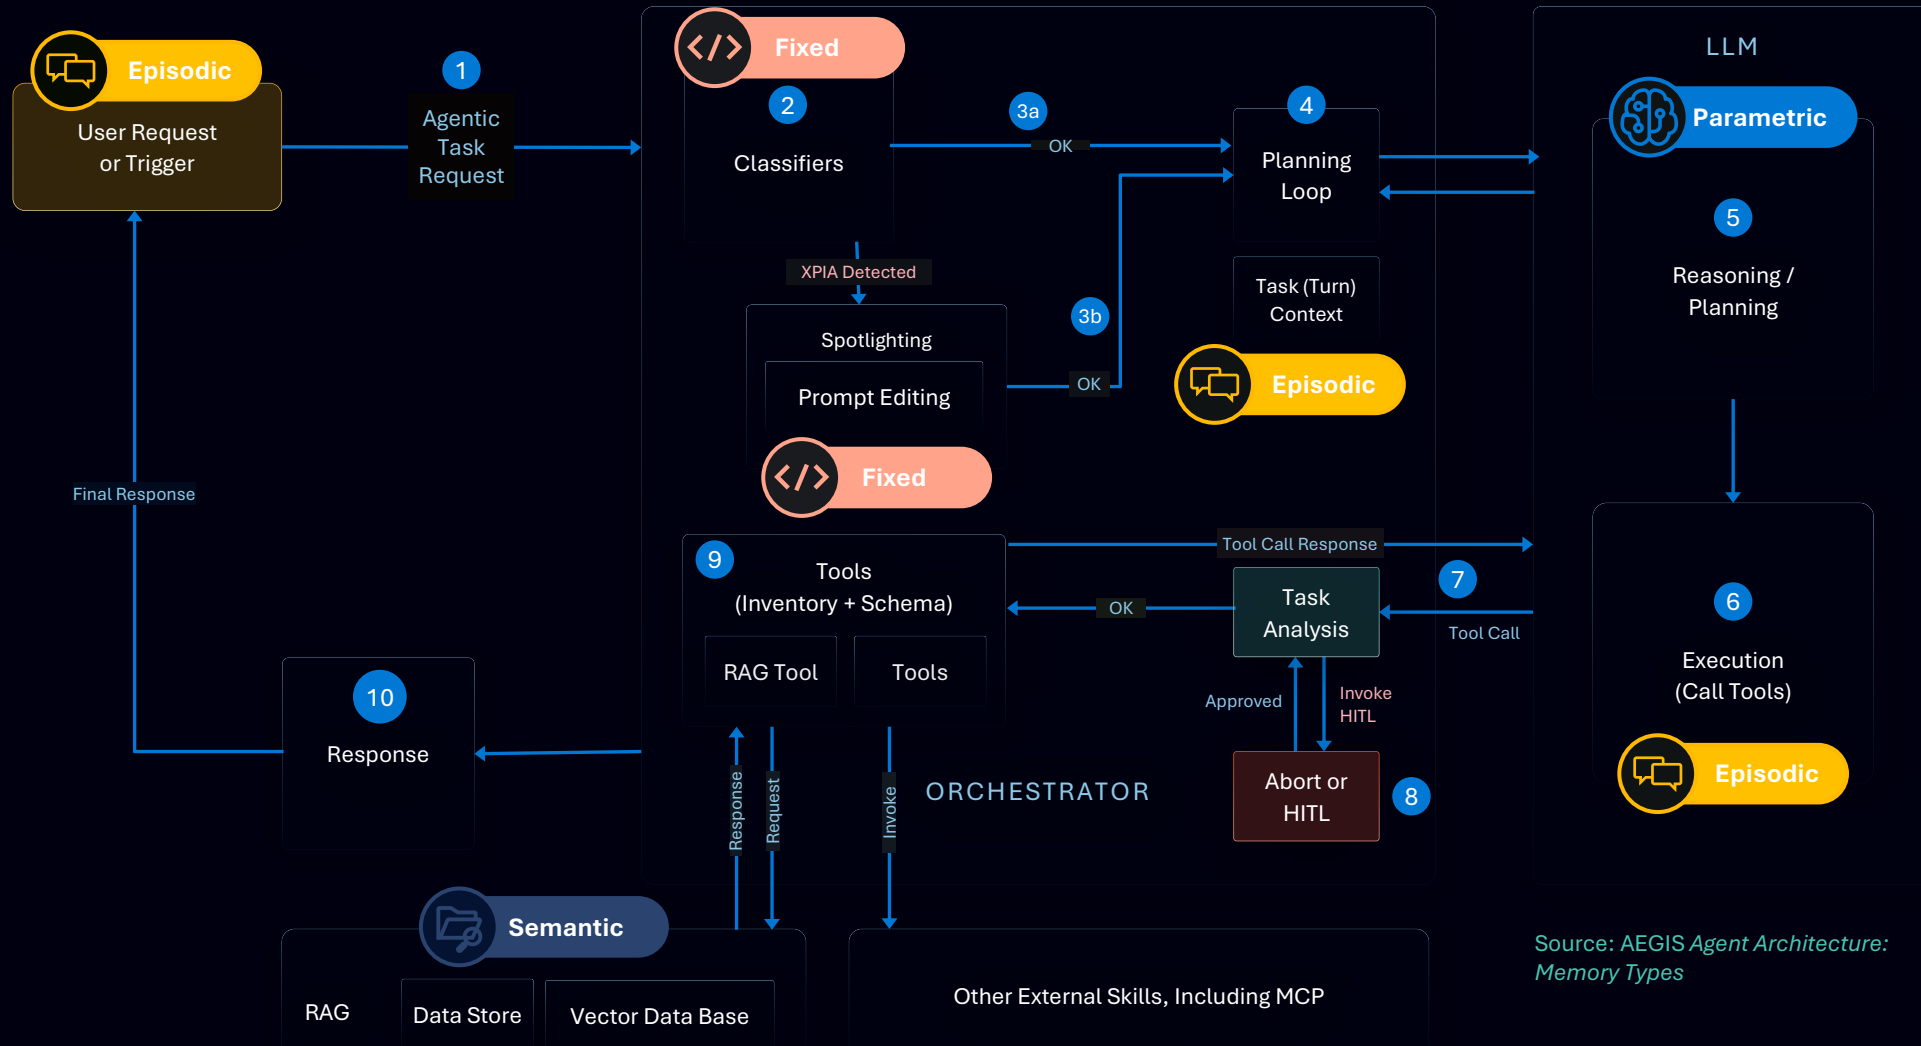 Episodic
User Request
or Trigger
1
Agentic
Task
Request
</> Fixed
2
Classifiers
3a
OK
4
Planning
Loop
LLM
Parametric
5
Reasoning /
Planning
XPIA Detected
Spotlighting
Prompt Editing
</> Fixed
3b
OK
Task (Turn)
Context
Episodic
Final Response
9
Tools
(Inventory + Schema)
RAG Tool
Tools
Tool Call Response
OK
Task
Analysis
7
Tool Call
6
Execution
(Call Tools)
Episodic
Approved
Invoke
HITL
Abort or
HITL
8
10
Response
Response
Request
Invoke
ORCHESTRATOR
Semantic
RAG
Data Store
Vector Data Base
Other External Skills, Including MCP
Source: AEGIS Agent Architecture:
Memory Types